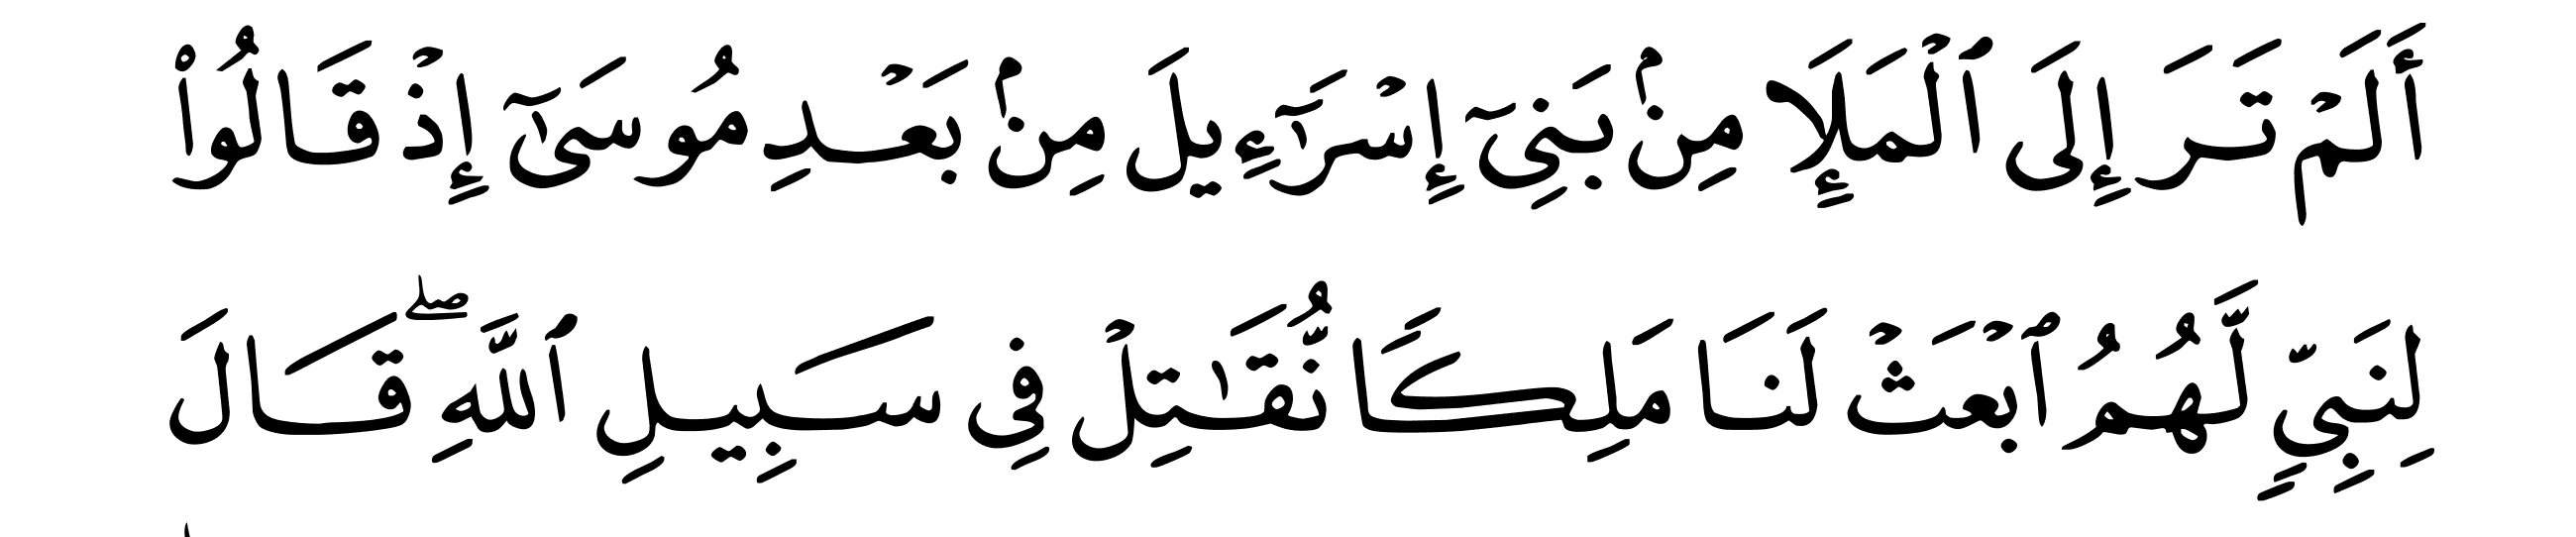 أَلَمْ تَرَ إِلَى ٱلْمَلَإِ مِنۢ بَنِىٓ إِسْرَٰٓءِيلَ مِنۢ بَعْدِ مُوسَىٰٓ إِذْ قَالُوا۟
لِنَبِىٍّ لَّهُمُ ٱبْعَثْ لَنَا مَلِكًا نُّقَـٰتِلْ فِى سَبِيلِ ٱللَّهِ ۖ قَالَ